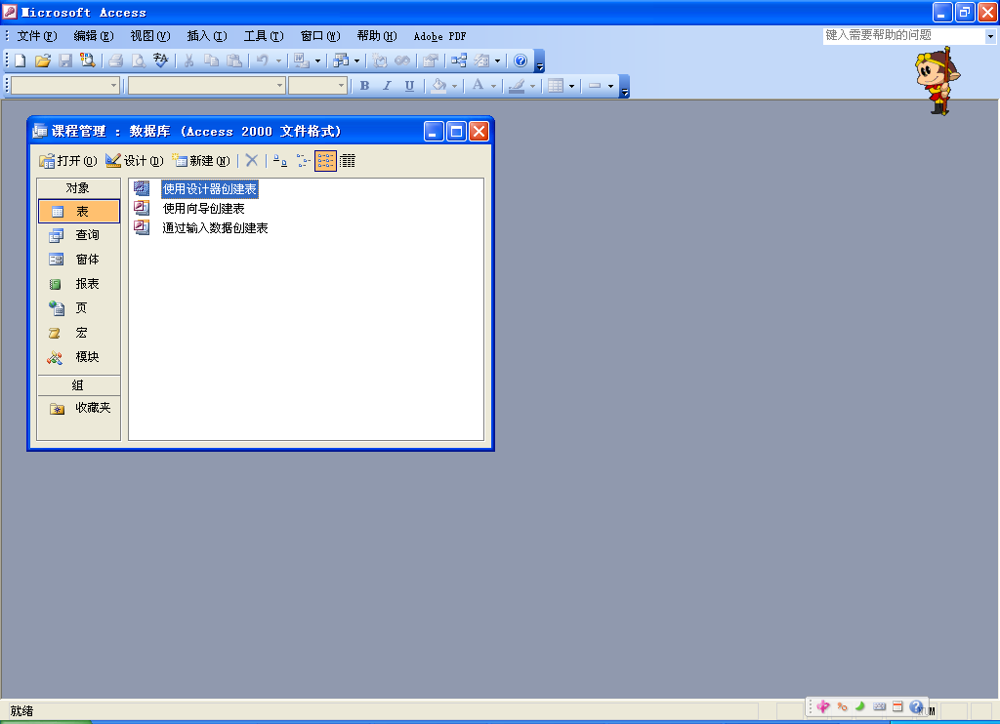 Microsoft Access
文件(F) 编辑(E) 视图(V) 插入(I) 工具(T) 窗口(W) 帮助(H) Adobe PDF 键入需要帮助的问题
B I U A
课程管理 : 数据库 (Access 2000 文件格式)
打开(O) 设计(D) 新建(N)
对象
表
查询
窗体
报表
页
宏
模块
组
收藏夹
使用设计器创建表
使用向导创建表
通过输入数据创建表
就绪